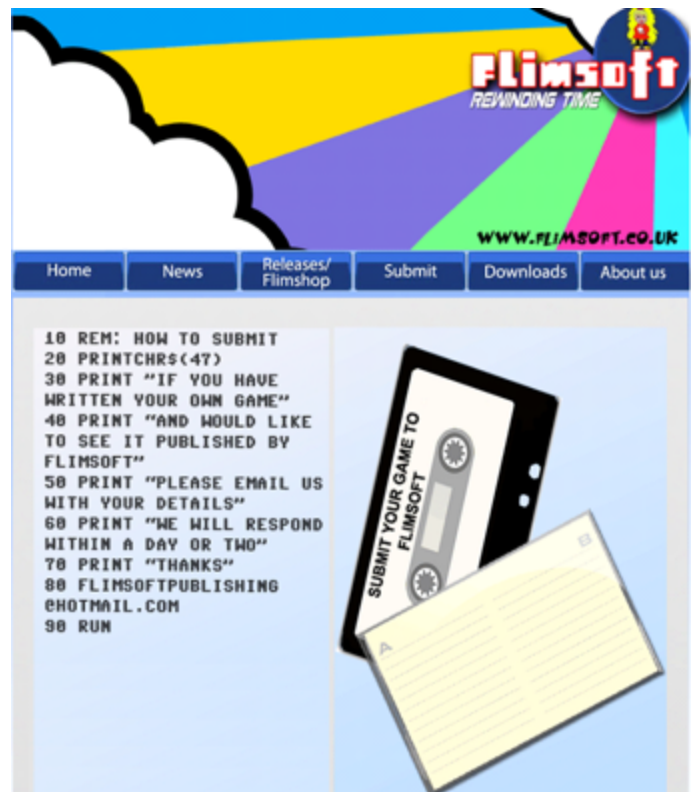 FLimsoft
REWINDING TIME
WWW.FLIMSOFT.CO.UK
Home
News
Releases/
Flimshop
Submit
Downloads
About us
10 REM: HOW TO SUBMIT
20 PRINTCHR$(47)
30 PRINT “IF YOU HAVE
WRITTEN YOUR OWN GAME”
40 PRINT “AND WOULD LIKE
TO SEE IT PUBLISHED BY
FLIMSOFT”
50 PRINT “PLEASE EMAIL US
WITH YOUR DETAILS”
60 PRINT “WE WILL RESPOND
WITHIN A DAY OR TWO”
70 PRINT “THANKS”
80 FLIMSOFTPUBLISHING
@HOTMAIL.COM
90 RUN
SUBMIT YOUR GAME TO
FLIMSOFT
B
A